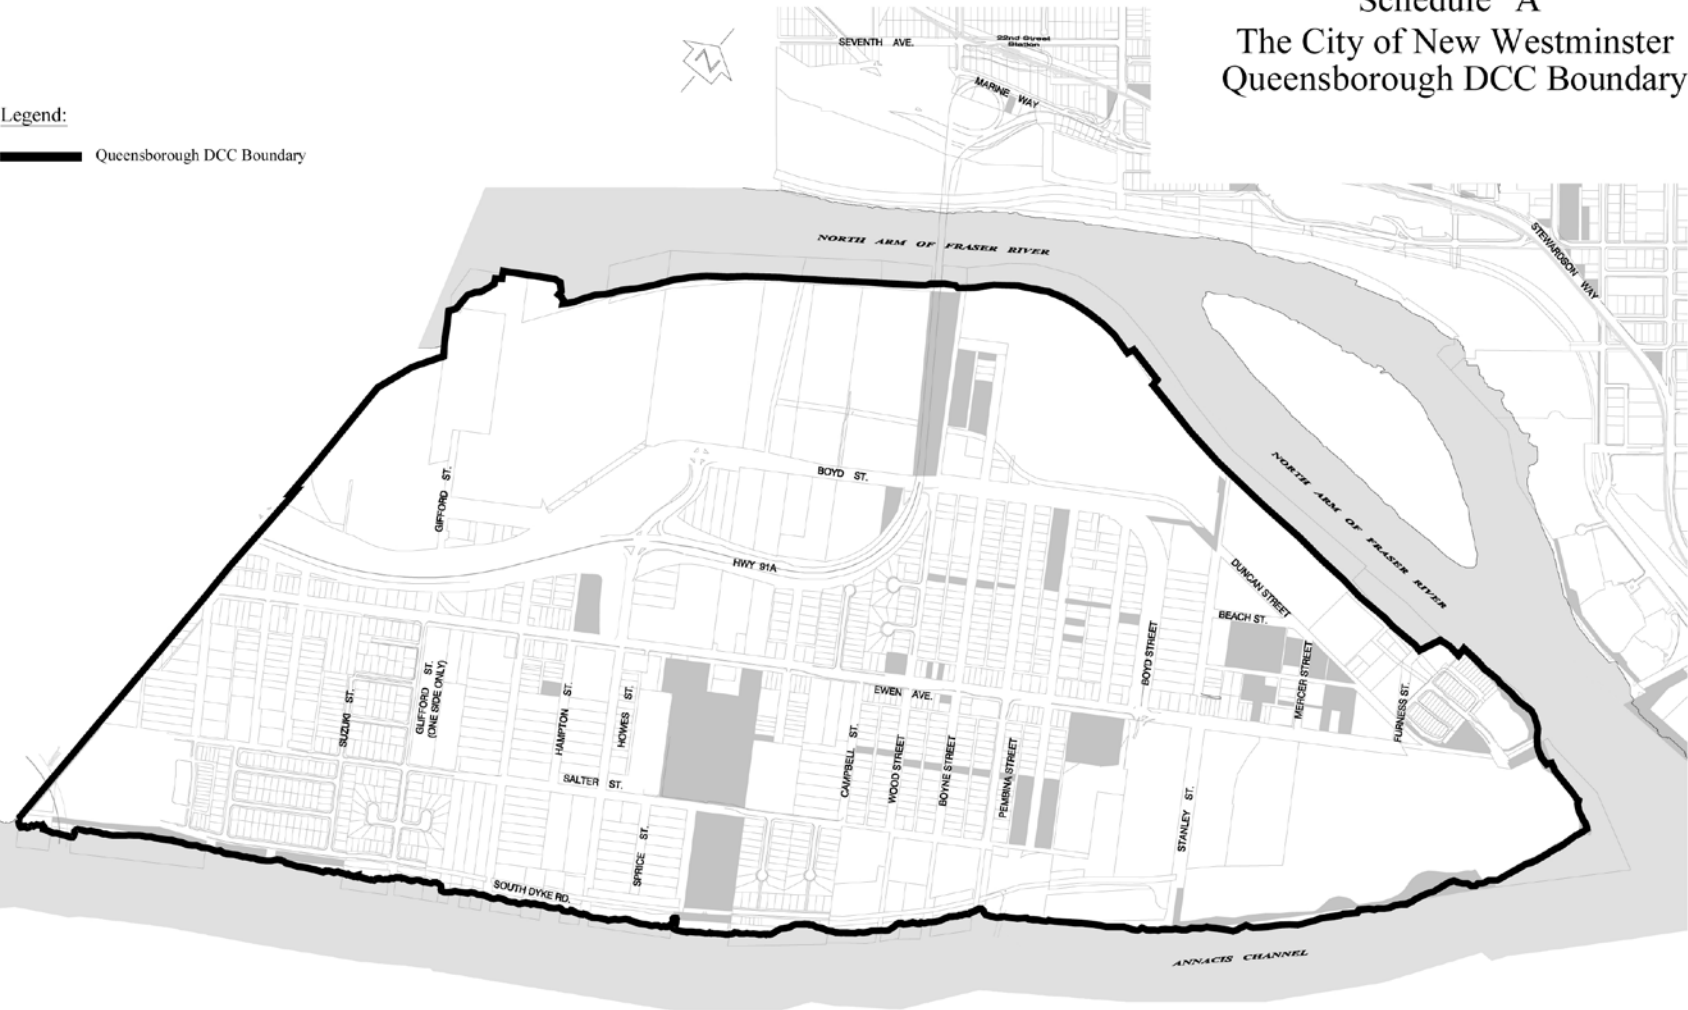 Schedule "A"
The City of New Westminster
Queensborough DCC Boundary
Legend:
Queensborough DCC Boundary
N
SEVENTH AVE.
22nd Street
Station
MARINE WAY
STEWARDSON WAY
NORTH ARM OF FRASER RIVER
NORTH ARM OF FRASER RIVER
GIFFORD ST.
BOYD ST.
HWY 91A
DUNCAN STREET
BEACH ST.
BOYD STREET
MERCER STREET
FURNESS ST.
EWEN AVE.
SUZUKI ST.
GLIFFORD ST.
(ONE SIDE ONLY)
HAMPTON ST.
HOWES ST.
CAMPBELL ST.
WOOD STREET
BOYNE STREET
PEMBINA STREET
STANLEY ST.
SALTER ST.
SPRICE ST.
SOUTH DYKE RD.
ANNACIS CHANNEL